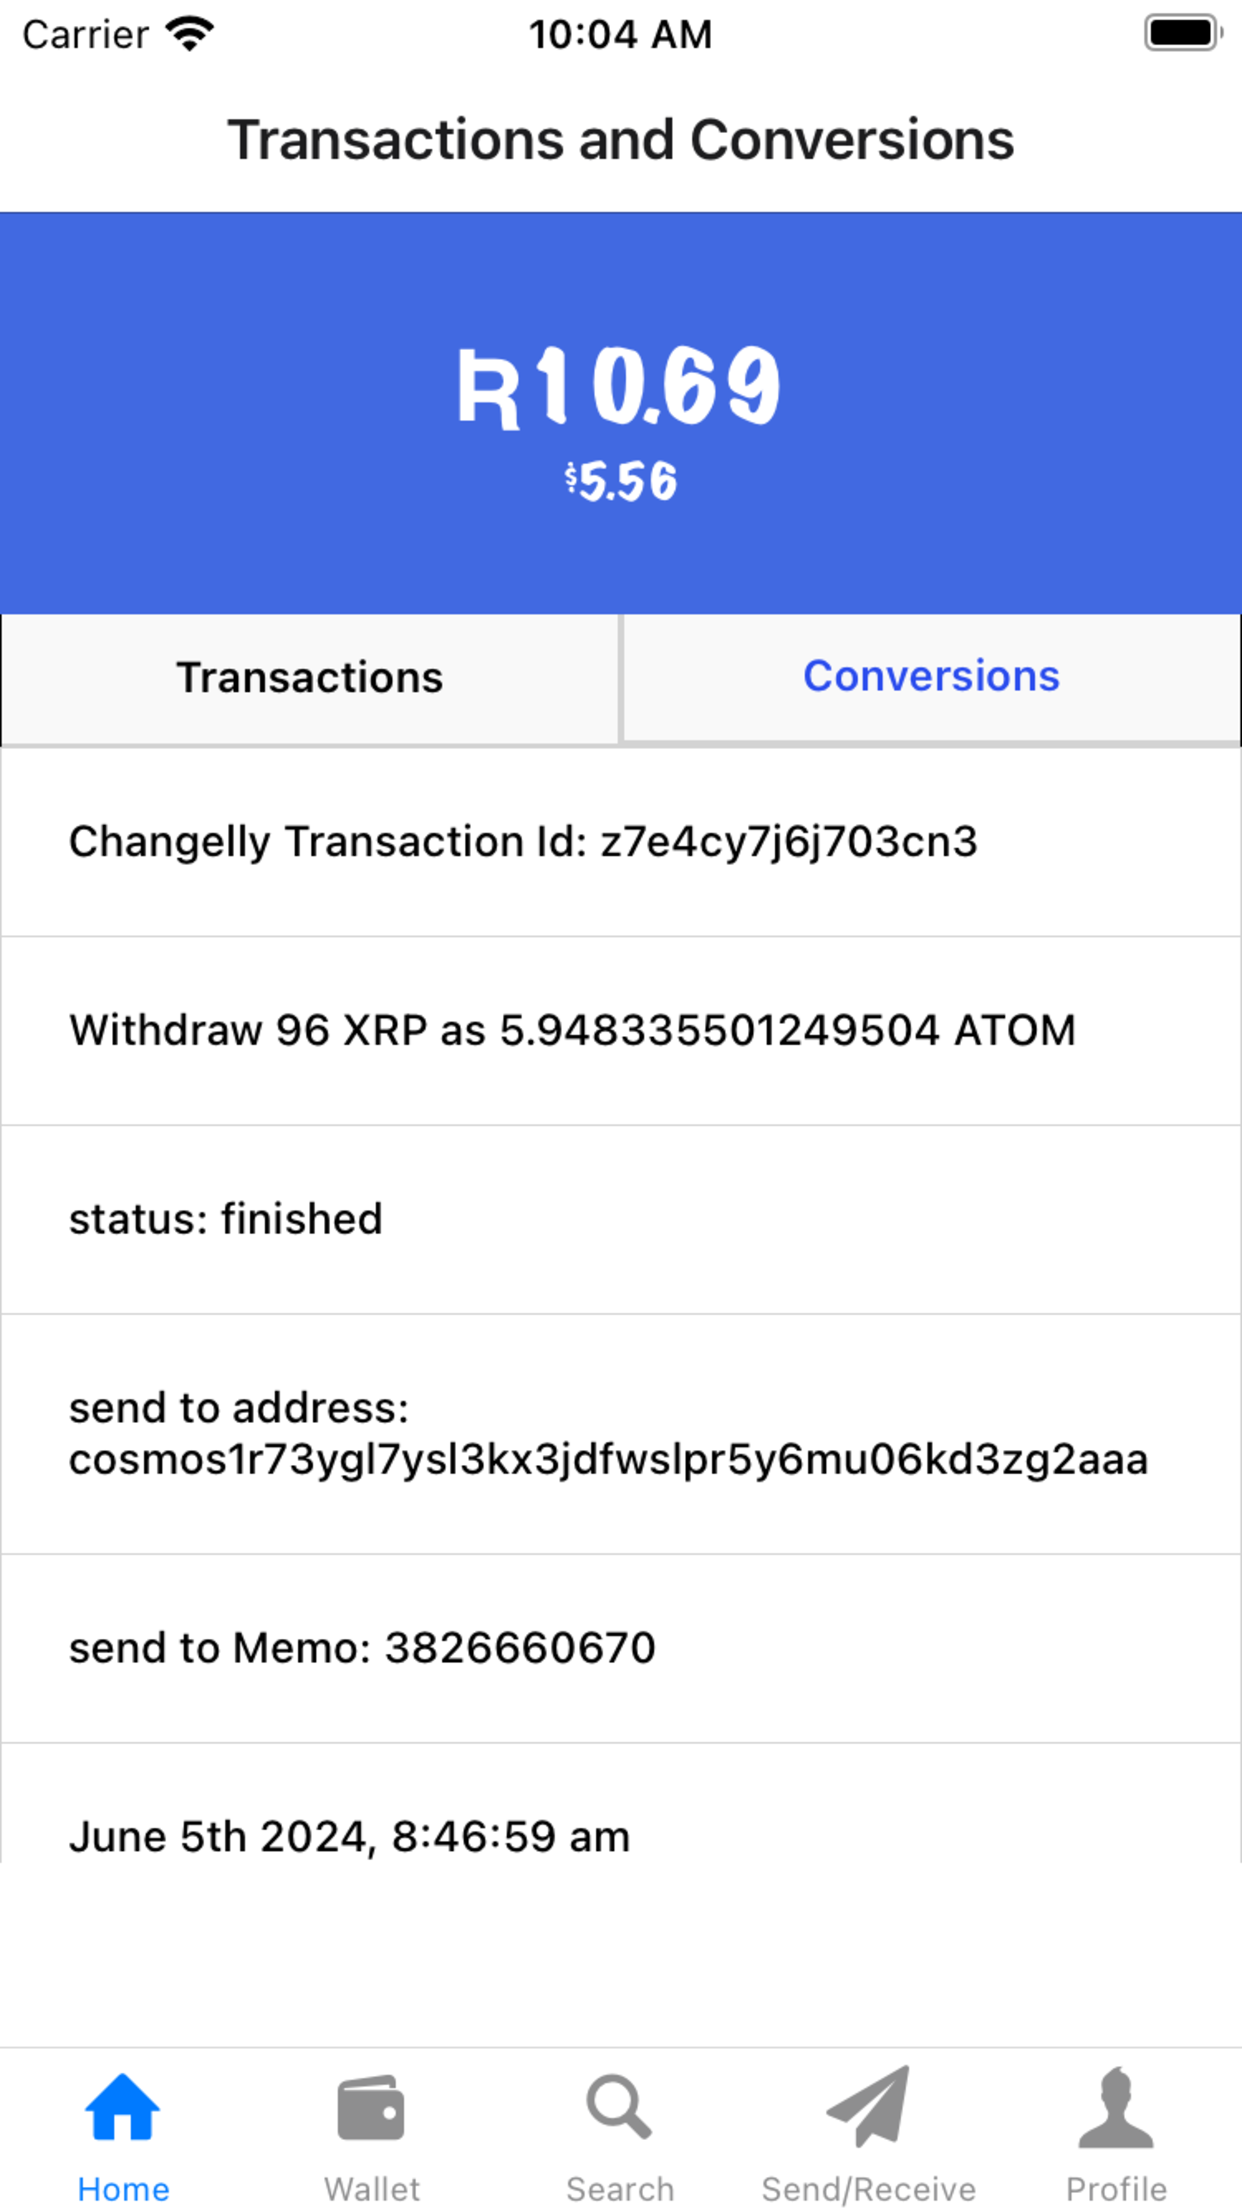 Carrier 10:04 AM
Transactions and Conversions
R10.69
$5.56
Transactions Conversions
Changelly Transaction Id: z7e4cy7j6j703cn3
Withdraw 96 XRP as 5.948335501249504 ATOM
status: finished
send to address:
cosmos1r73ygl7ysl3kx3jdfwslpr5y6mu06kd3zg2aaa
send to Memo: 3826660670
June 5th 2024, 8:46:59 am
Home Wallet Search Send/Receive Profile